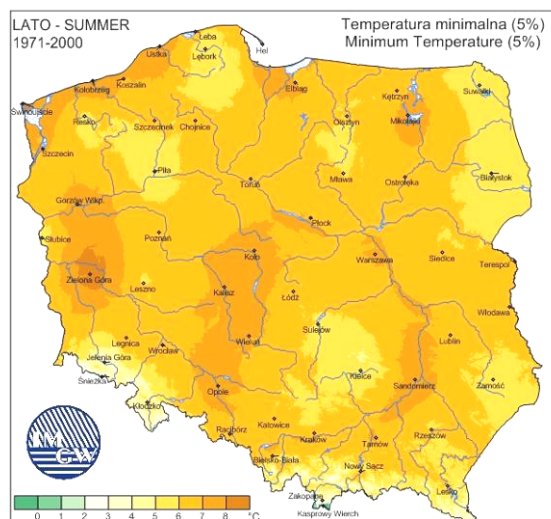 LATO - SUMMER
1971-2000
Temperatura minimalna (5%)
Minimum Temperature (5%)
Łeba
Hel
Ustka
Lębork
Koszalin
Kołobrzeg
Elbląg
Kętrzyn
Suwałki
Świnoujście
Resko
Szczecinek
Chojnice
Olsztyn
Mikołajki
Szczecin
Piła
Toruń
Mława
Ostrołęka
Białystok
Gorzów Wlkp.
Płock
Słubice
Poznań
Koło
Warszawa
Siedlce
Terespol
Zielona Góra
Leszno
Kalisz
Łódź
Włodawa
Legnica
Wrocław
Wieluń
Sulejów
Lublin
Jelenia Góra
Śnieżka
Kielce
Sandomierz
Zamość
Kłodzko
Opole
Racibórz
Katowice
Kraków
Tarnów
Rzeszów
Bielsko-Biała
Nowy Sącz
Lesko
Zakopane
Kasprowy Wierch
IM
GW
0 1 2 3 4 5 6 7 8 °C